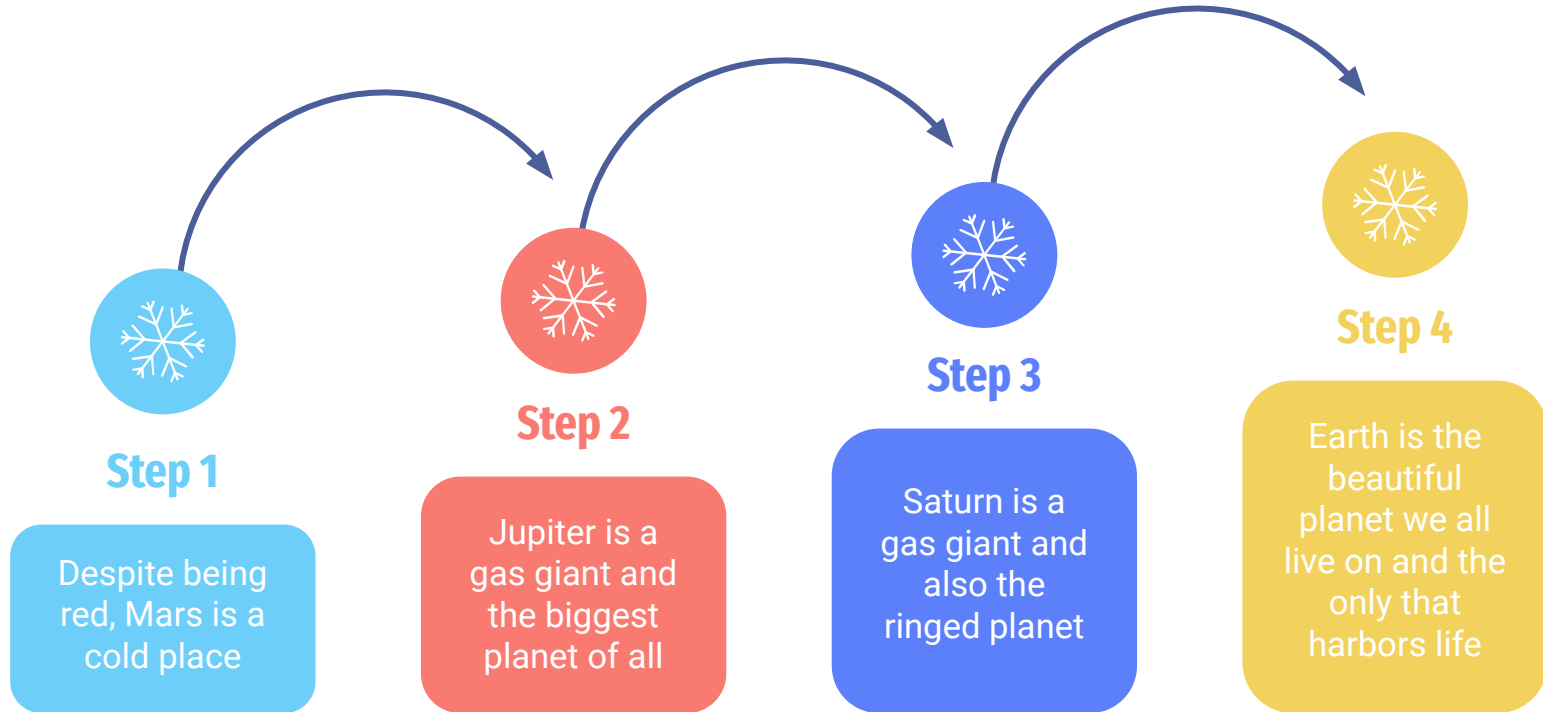 Step 1
Despite being
red, Mars is a
cold place
Step 2
Jupiter is a
gas giant and
the biggest
planet of all
Step 3
Saturn is a
gas giant and
also the
ringed planet
Step 4
Earth is the
beautiful
planet we all
live on and the
only that
harbors life